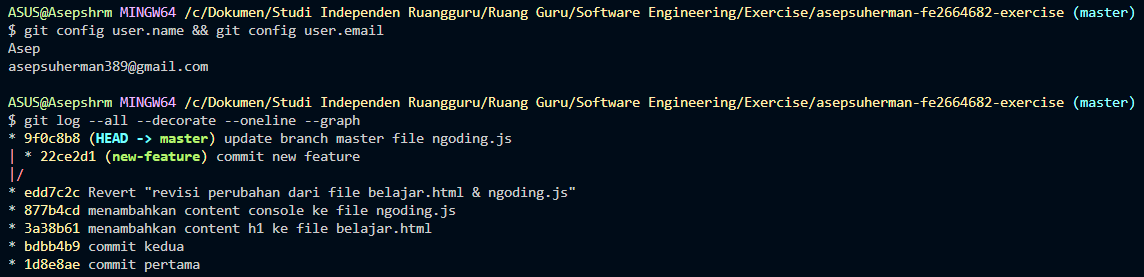 ASUS@Asepshrm MINGW64 /c/Dokumen/Studi Independen Ruangguru/Ruang Guru/Software Engineering/Exercise/asepsuherman-fe2664682-exercise (master)
$ git config user.name && git config user.email
Asep
asepsuherman389@gmail.com

ASUS@Asepshrm MINGW64 /c/Dokumen/Studi Independen Ruangguru/Ruang Guru/Software Engineering/Exercise/asepsuherman-fe2664682-exercise (master)
$ git log --all --decorate --oneline --graph
* 9f0c8b8 (HEAD -> master) update branch master file ngoding.js
| * 22ce2d1 (new-feature) commit new feature
|/
* edd7c2c Revert "revisi perubahan dari file belajar.html & ngoding.js"
* 877b4cd menambahkan content console ke file ngoding.js
* 3a38b61 menambahkan content h1 ke file belajar.html
* bdbb4b9 commit kedua
* 1d8e8ae commit pertama